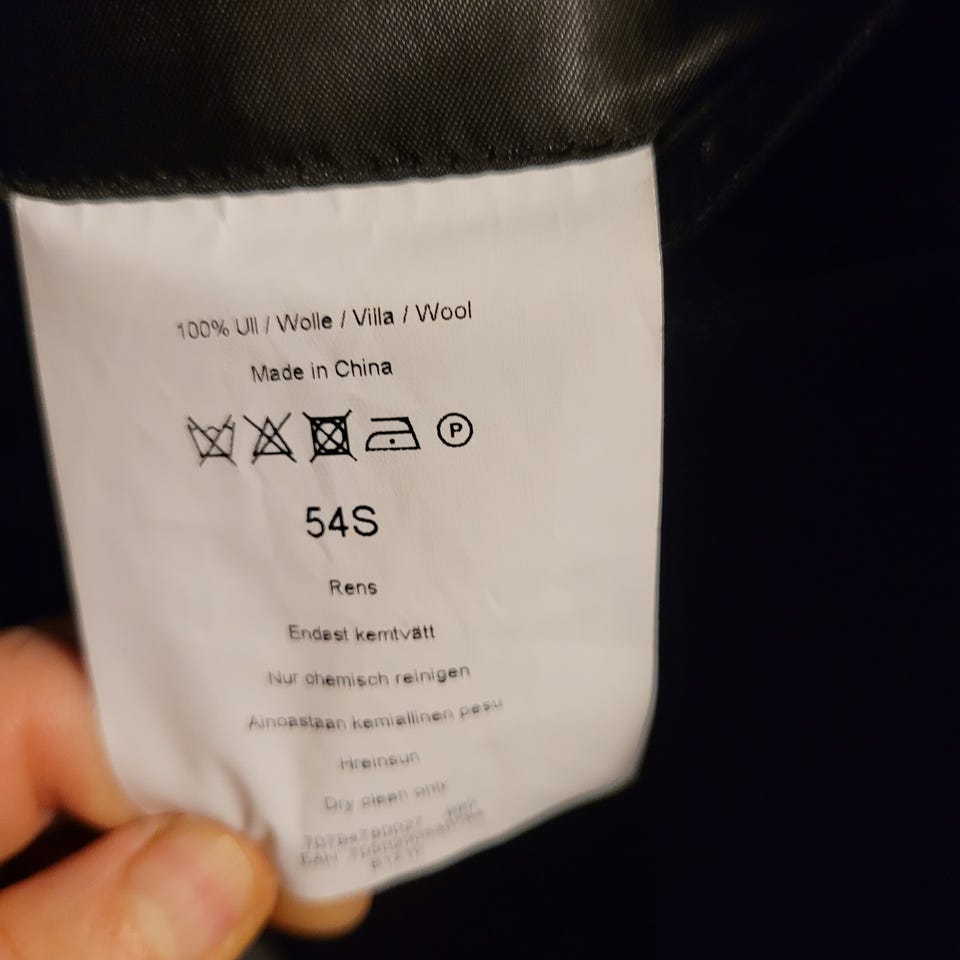 100% Ull / Wolle / Villa / Wool
Made in China
P
54S
Rens
Endast kemtvätt
Nur chemisch reinigen
Ainoastaan kemiallinen pesu
Hreinsun
Dry clean only
EAN